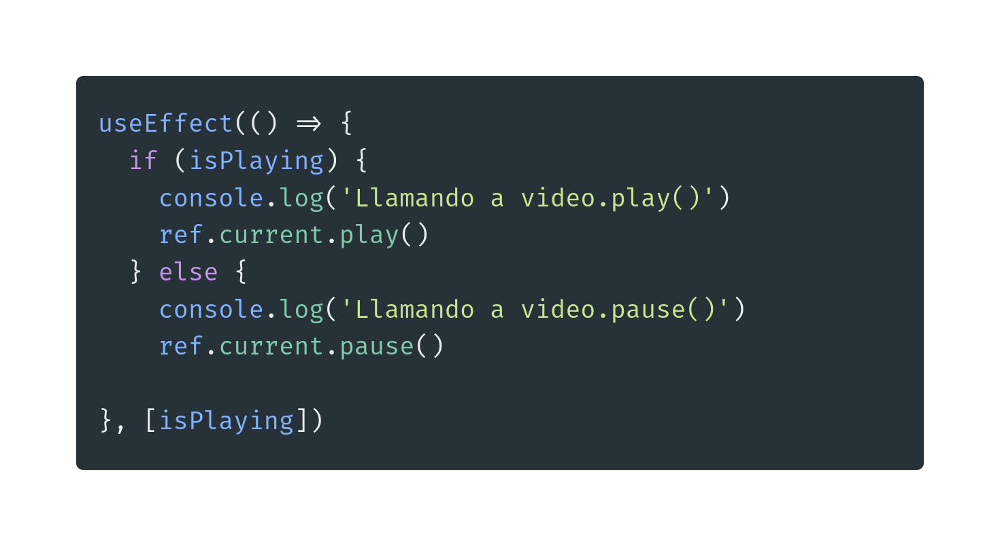 useEffect(() => {
  if (isPlaying) {
    console.log('Llamando a video.play()')
    ref.current.play()
  } else {
    console.log('Llamando a video.pause()')
    ref.current.pause()

}, [isPlaying])